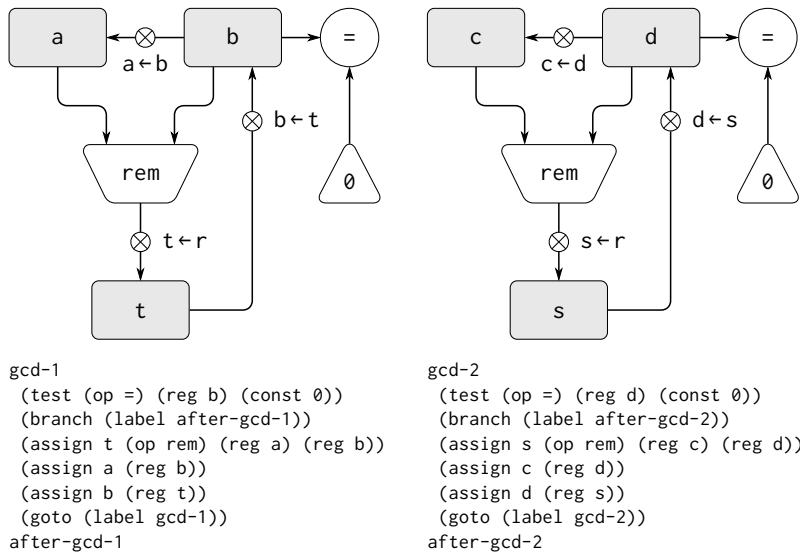 a
b
=
a←b
b←t
rem
0
t←r
t
gcd-1
(test (op =) (reg b) (const 0))
(branch (label after-gcd-1))
(assign t (op rem) (reg a) (reg b))
(assign a (reg b))
(assign b (reg t))
(goto (label gcd-1))
after-gcd-1
c
d
=
c←d
d←s
rem
0
s←r
s
gcd-2
(test (op =) (reg d) (const 0))
(branch (label after-gcd-2))
(assign s (op rem) (reg c) (reg d))
(assign c (reg d))
(assign d (reg s))
(goto (label gcd-2))
after-gcd-2